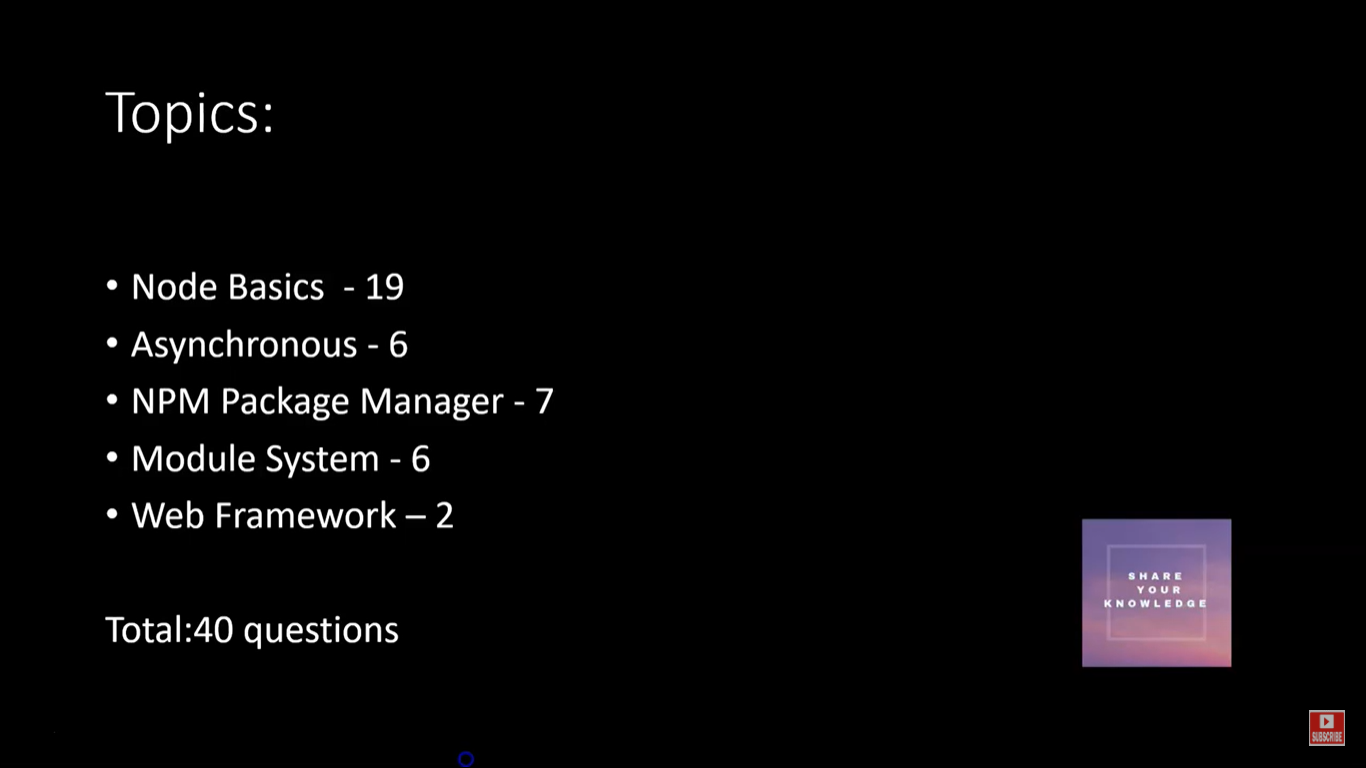 Topics:
• Node Basics  - 19
• Asynchronous - 6
• NPM Package Manager - 7
• Module System - 6
• Web Framework – 2
Total:40 questions
SHARE
YOUR
KNOWLEDGE
SUBSCRIBE